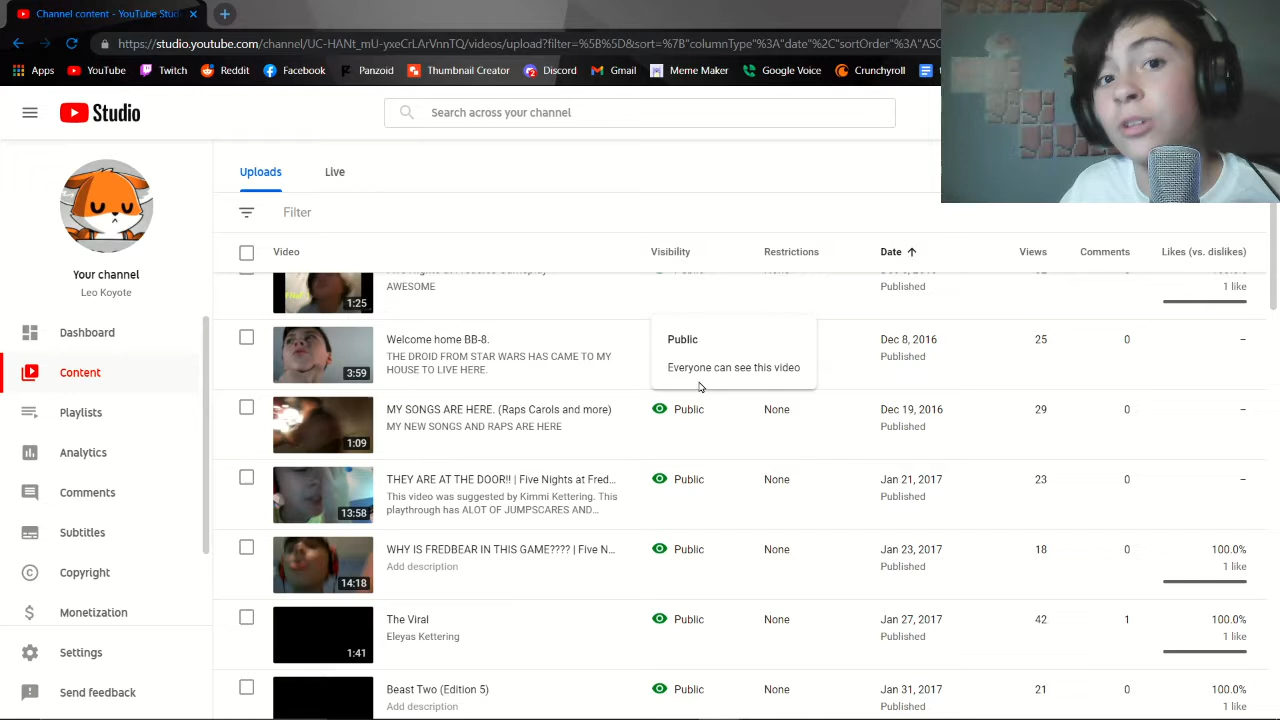 Channel content - YouTube Stud
https://studio.youtube.com/channel/UC-HANt_mU-yxeCrLArVnnTQ/videos/upload?filter=%5B%5D&sort=%7B"columnType"%3A"date"%2C"sortOrder"%3A"ASC
Apps YouTube Twitch Reddit Facebook Panzoid Thumbnail Creator Discord Gmail Meme Warehouse Google Voice Crunchyroll
Studio
Search across your channel
Uploads Live
Filter
Video Visibility Restrictions Date Views Comments Likes (vs. dislikes)
Your channel
Leo Koyote
Dashboard
Content
Playlists
Analytics
Comments
Subtitles
Copyright
Monetization
Settings
Send feedback
1:25
AWESOME
Published
1 like
3:59
Welcome home BB-8.
THE DROID FROM STAR WARS HAS CAME TO MY
HOUSE TO LIVE HERE.
Public
Everyone can see this video
Dec 8, 2016
Published
25
0
–
1:09
MY SONGS ARE HERE. (Raps Carols and more)
MY NEW SONGS AND RAPS ARE HERE
Public
None
Dec 19, 2016
Published
29
0
–
13:58
THEY ARE AT THE DOOR!! | Five Nights at Fred...
This video was suggested by Kimmi Kettering. This
playthrough has ALOT OF JUMPSCARES AND...
Public
None
Jan 21, 2017
Published
23
0
–
14:18
WHY IS FREDBEAR IN THIS GAME???? | Five N...
Add description
Public
None
Jan 23, 2017
Published
18
0
100.0%
1 like
1:41
The Viral
Eleyas Kettering
Public
None
Jan 27, 2017
Published
42
1
100.0%
1 like
Beast Two (Edition 5)
Add description
Public
None
Jan 31, 2017
Published
21
0
100.0%
1 like